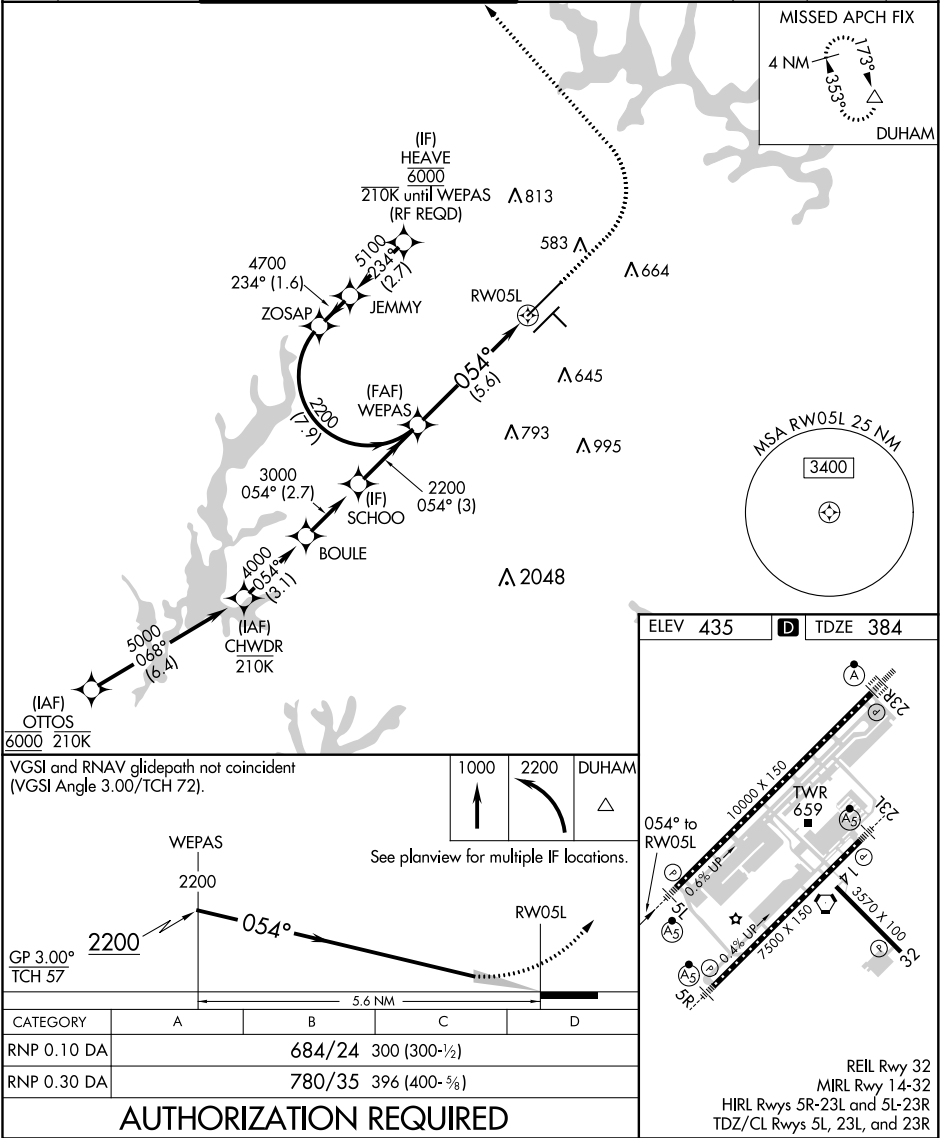 MISSED APCH FIX
4 NM
173°
353°
DUHAM
(IF)
HEAVE
6000
210K until WEPAS
(RF REQD)
813
583
664
5100
234°
(2.7)
4700
234° (1.6)
JEMMY
ZOSAP
RW05L
054°
(5.6)
645
(FAF)
WEPAS
2200
(7.9)
793
995
MSA RW05L 25 NM
3400
3000
054° (2.7)
2200
054° (3)
(IF)
SCHOO
BOULE
4000
054°
(3.1)
2048
(IAF)
CHWDR
210K
5000
068°
(6.4)
(IAF)
OTTOS
6000 210K
ELEV 435 D TDZE 384
A
23R
P
10000 X 150
TWR
659
A5
23L
054° to
RW05L
P
0.6% UP
P
14
5L
3570 X 100
A5
0.4% UP
7500 X 150
P
A5
P
32
5R
REIL Rwy 32
MIRL Rwy 14-32
HIRL Rwys 5R-23L and 5L-23R
TDZ/CL Rwys 5L, 23L, and 23R
VGSI and RNAV glidepath not coincident
(VGSI Angle 3.00/TCH 72).
1000 2200 DUHAM
See planview for multiple IF locations.
WEPAS
2200
054°
RW05L
2200
GP 3.00°
TCH 57
5.6 NM
CATEGORY A B C D
RNP 0.10 DA 684/24 300 (300-½)
RNP 0.30 DA 780/35 396 (400-⅝)
AUTHORIZATION REQUIRED